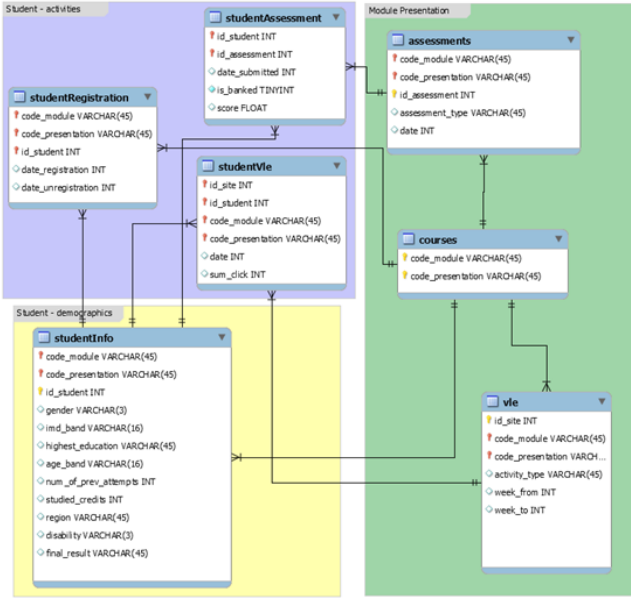 Student - activities
studentAssessment
id_student INT
id_assessment INT
date_submitted INT
is_banked TINYINT
score FLOAT
studentRegistration
code_module VARCHAR(45)
code_presentation VARCHAR(45)
id_student INT
date_registration INT
date_unregistration INT
studentVle
id_site INT
id_student INT
code_module VARCHAR(45)
code_presentation VARCHAR(45)
date INT
sum_click INT
Student - demographics
studentInfo
code_module VARCHAR(45)
code_presentation VARCHAR(45)
id_student INT
gender VARCHAR(3)
imd_band VARCHAR(16)
highest_education VARCHAR(45)
age_band VARCHAR(16)
num_of_prev_attempts INT
studied_credits INT
region VARCHAR(45)
disability VARCHAR(3)
final_result VARCHAR(45)
Module Presentation
assessments
code_module VARCHAR(45)
code_presentation VARCHAR(45)
id_assessment INT
assessment_type VARCHAR(45)
date INT
courses
code_module VARCHAR(45)
code_presentation VARCHAR(45)
vle
id_site INT
code_module VARCHAR(45)
code_presentation VARCH...
activity_type VARCHAR(45)
week_from INT
week_to INT